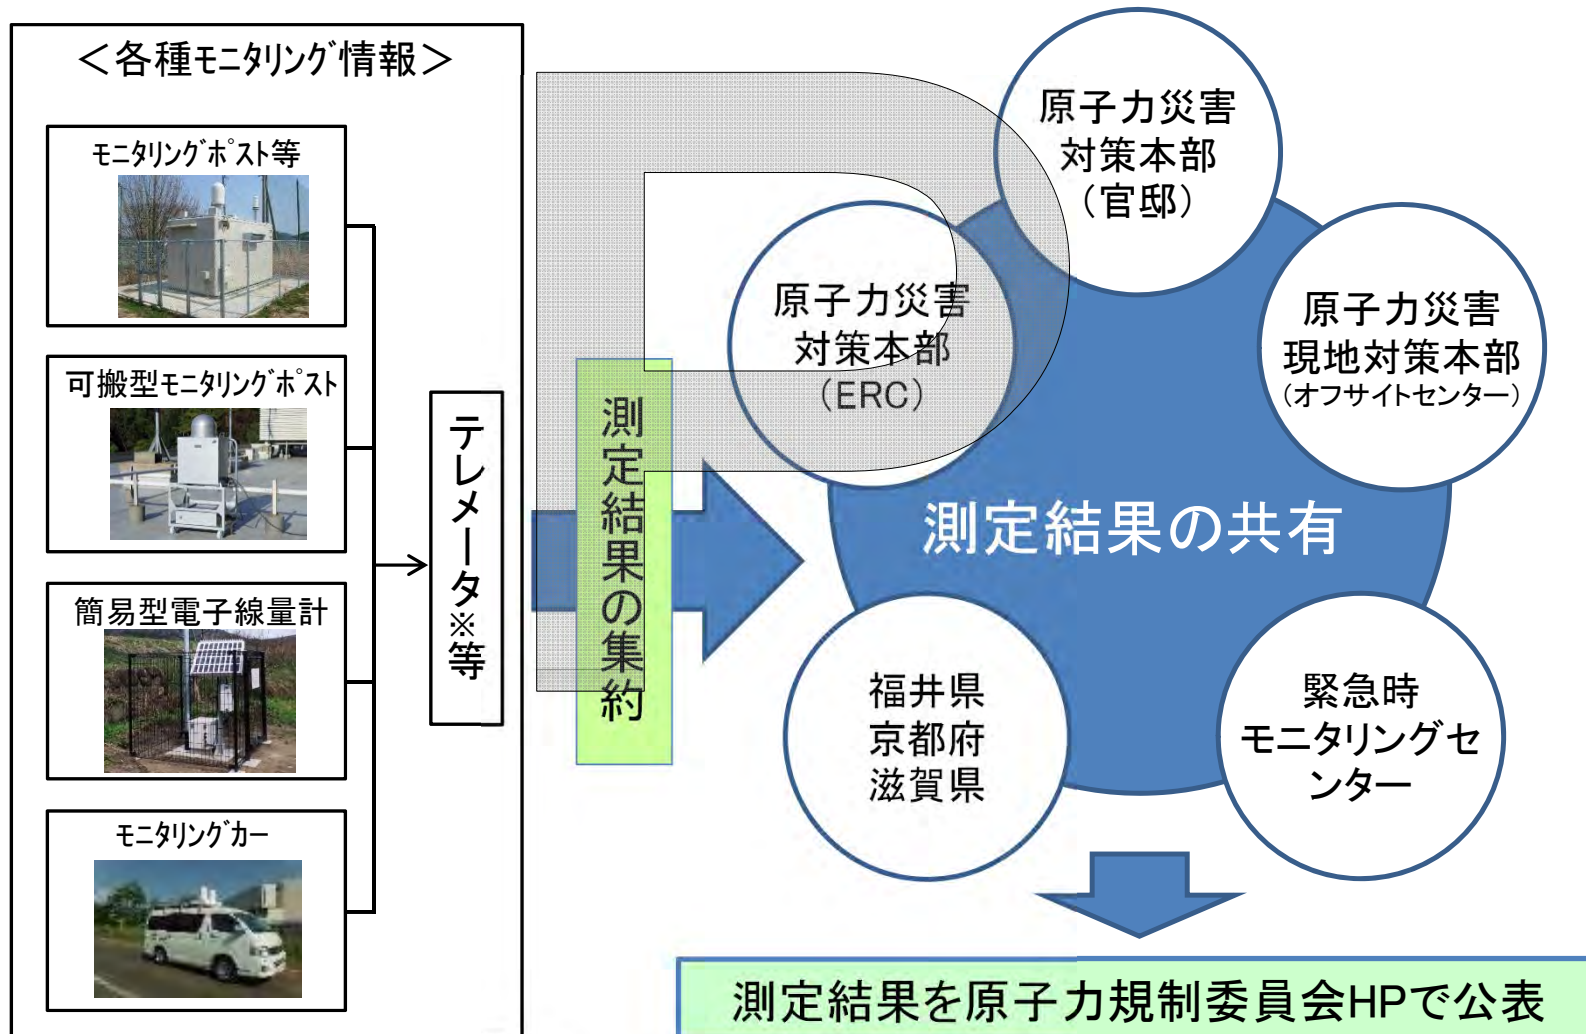 ＜各種ﾓﾆﾀﾘﾝｸﾞ情報＞
ﾓﾆﾀﾘﾝｸﾞﾎﾟｽﾄ等
可搬型ﾓﾆﾀﾘﾝｸﾞﾎﾟｽﾄ
簡易型電子線量計
ﾓﾆﾀﾘﾝｸﾞｶｰ
テレメータ※等
測定結果の集約
原子力災害
対策本部
（官邸）
原子力災害
対策本部
（ERC）
原子力災害
現地対策本部
（オフサイトセンター）
測定結果の共有
福井県
京都府
滋賀県
緊急時
モニタリングセ
ンター
測定結果を原子力規制委員会HPで公表